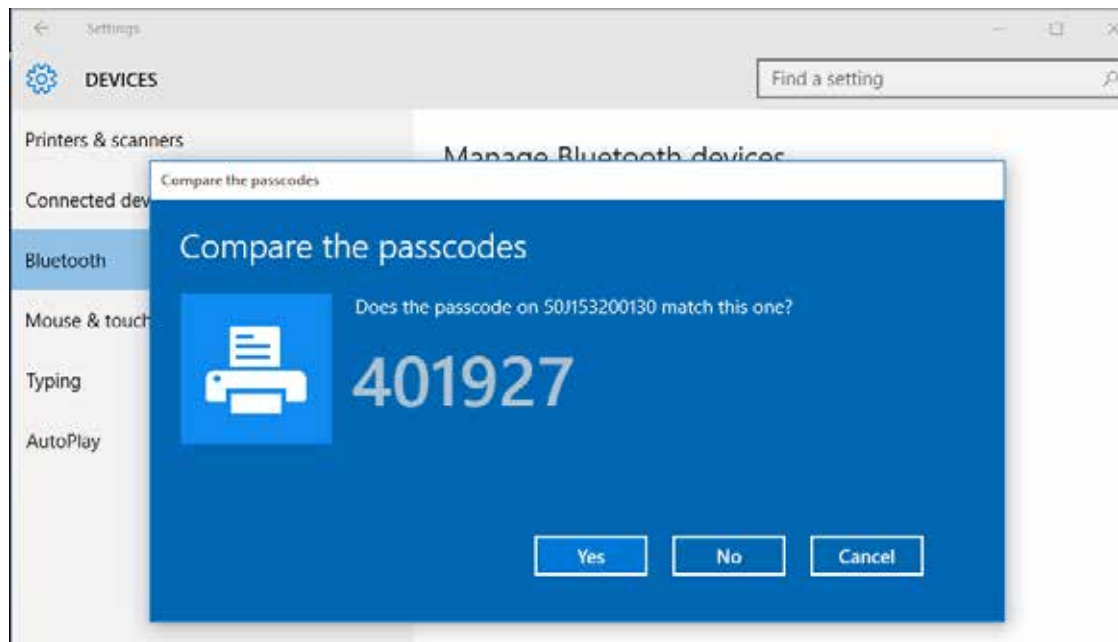 Settings
DEVICES
Find a setting
Printers & scanners
Manage Bluetooth devices
Compare the passcodes
Connected dev
Compare the passcodes
Bluetooth
Does the passcode on 50J153200130 match this one?
Mouse & touch
401927
Typing
AutoPlay
Yes
No
Cancel